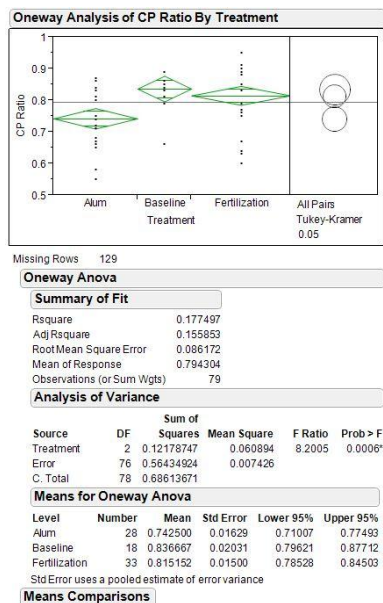 Oneway Analysis of CP Ratio By Treatment
1
0.9
0.8
0.7
0.6
0.5
CP Ratio
Alum Baseline Fertilization
Treatment
All Pairs
Tukey-Kramer
0.05
Missing Rows 129
Oneway Anova
Summary of Fit
Rsquare 0.177497
Adj Rsquare 0.155853
Root Mean Square Error 0.086172
Mean of Response 0.794304
Observations (or Sum Wgts) 79
Analysis of Variance
Sum of
Source DF Squares Mean Square F Ratio Prob > F
Treatment 2 0.12178747 0.060894 8.2005 0.0006*
Error 76 0.56434924 0.007426
C. Total 78 0.68613671
Means for Oneway Anova
Level Number Mean Std Error Lower 95% Upper 95%
Alum 28 0.742500 0.01629 0.71007 0.77493
Baseline 18 0.836667 0.02031 0.79621 0.87712
Fertilization 33 0.815152 0.01500 0.78528 0.84503
Std Error uses a pooled estimate of error variance
Means Comparisons